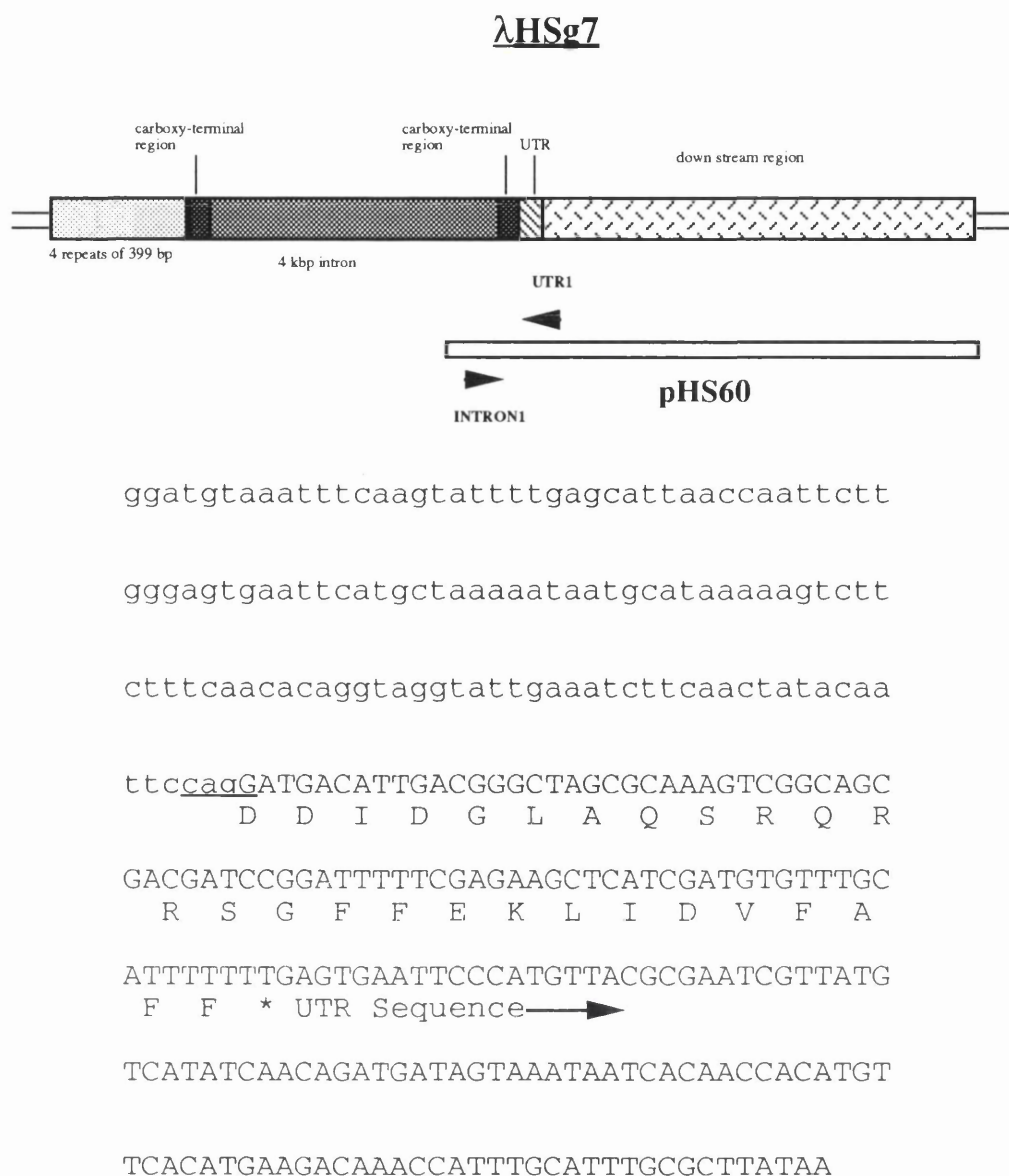 λHSg7
carboxy-terminal region
carboxy-terminal region
UTR
down stream region
4 repeats of 399 bp
4 kbp intron
UTR1
pHS60
INTRON1
ggatgtaaatttcaagtattttgagcattaaccaattctt
gggagtgaattcatgctaaaaataatgcataaaaagtctt
ctttcaacacaggtaggtattgaaatcttcaactatacaa
ttccagGATGACATTGACGGGCTAGCGCAAAGTCGGCAGC
D D I D G L A Q S R Q R
GACGATCCGGATTTTTCGAGAAGCTCATCGATGTGTTTGC
R S G F F E K L I D V F A
ATTTTTTTGAGTGAATTCCCATGTTACGCGAATCGTTATG
F F * UTR Sequence
TCATATCAACAGATGATAGTAAATAATCACAACCACATGT
TCACATGAAGACAAACCATTTGCATTTGCGCTTATAA